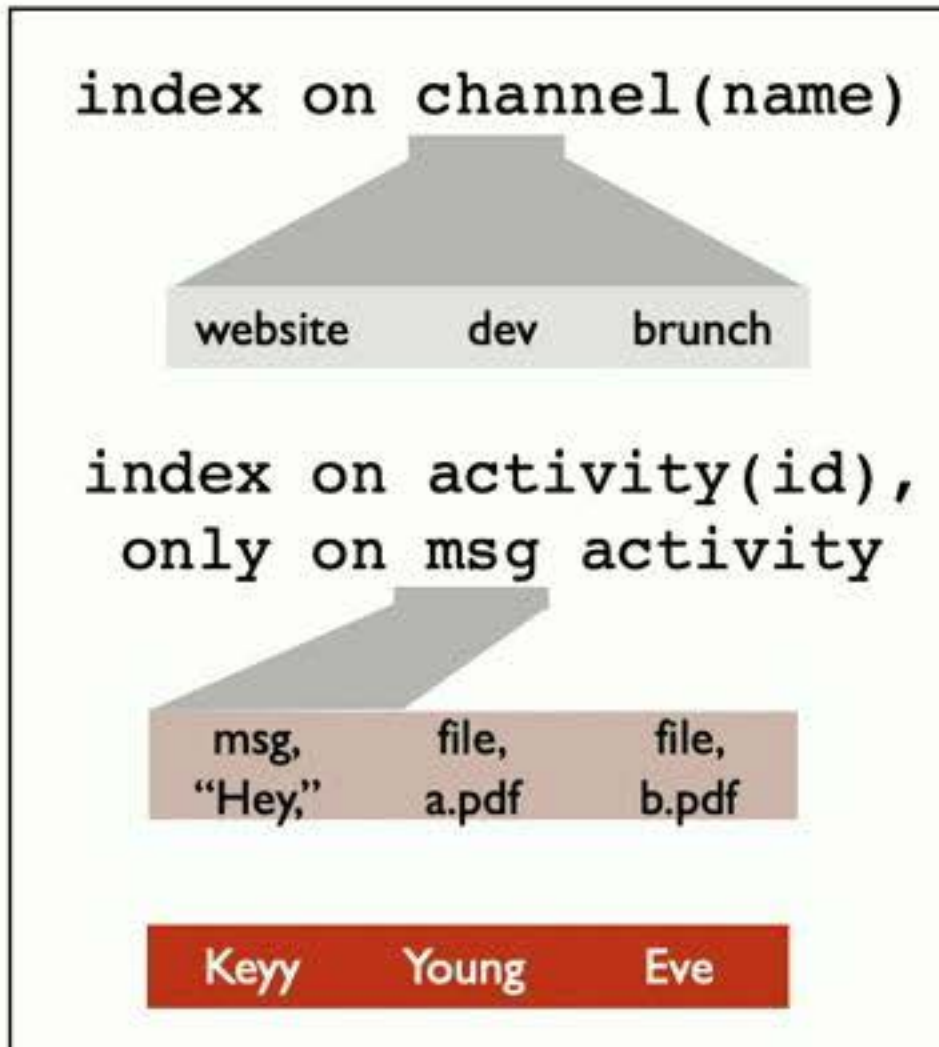 index on channel(name)
website dev brunch
index on activity(id),
only on msg activity
msg, file, file,
“Hey,” a.pdf b.pdf
Keyy Young Eve